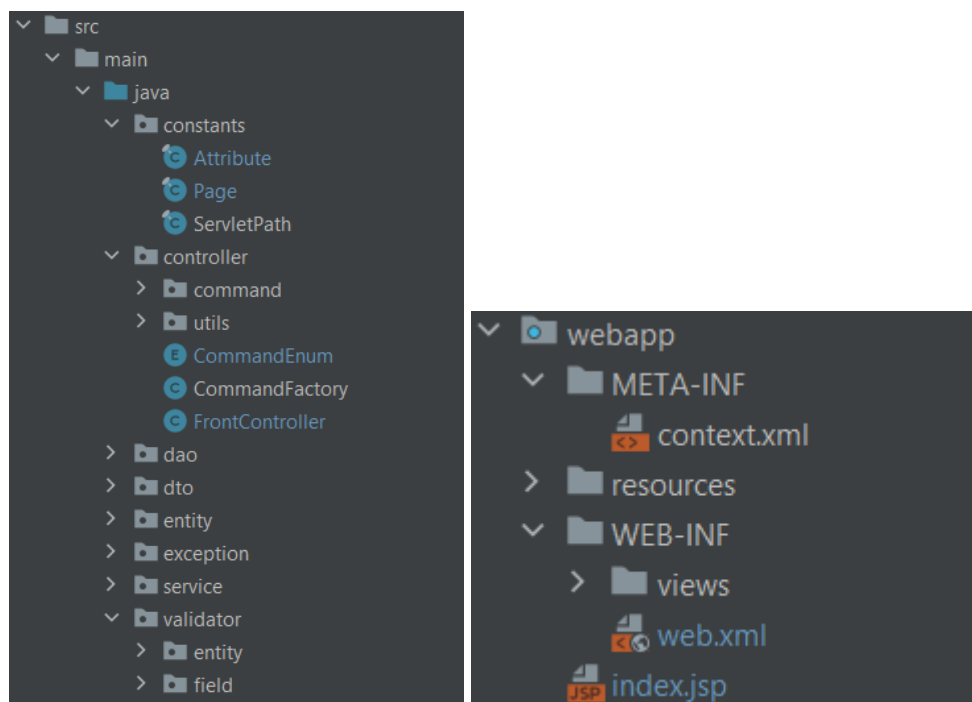 src
main
java
constants
Attribute
Page
ServletPath
controller
command
utils
CommandEnum
CommandFactory
FrontController
dao
dto
entity
exception
service
validator
entity
field
webapp
META-INF
context.xml
resources
WEB-INF
views
web.xml
index.jsp